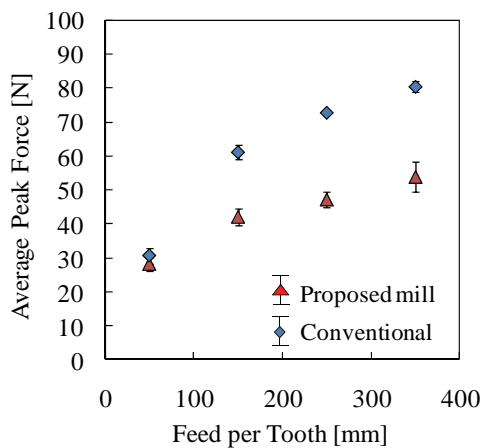 Average Peak Force [N]
100
90
80
70
60
50
40
30
20
10
0
Proposed mill
Conventional
0 100 200 300 400
Feed per Tooth [mm]